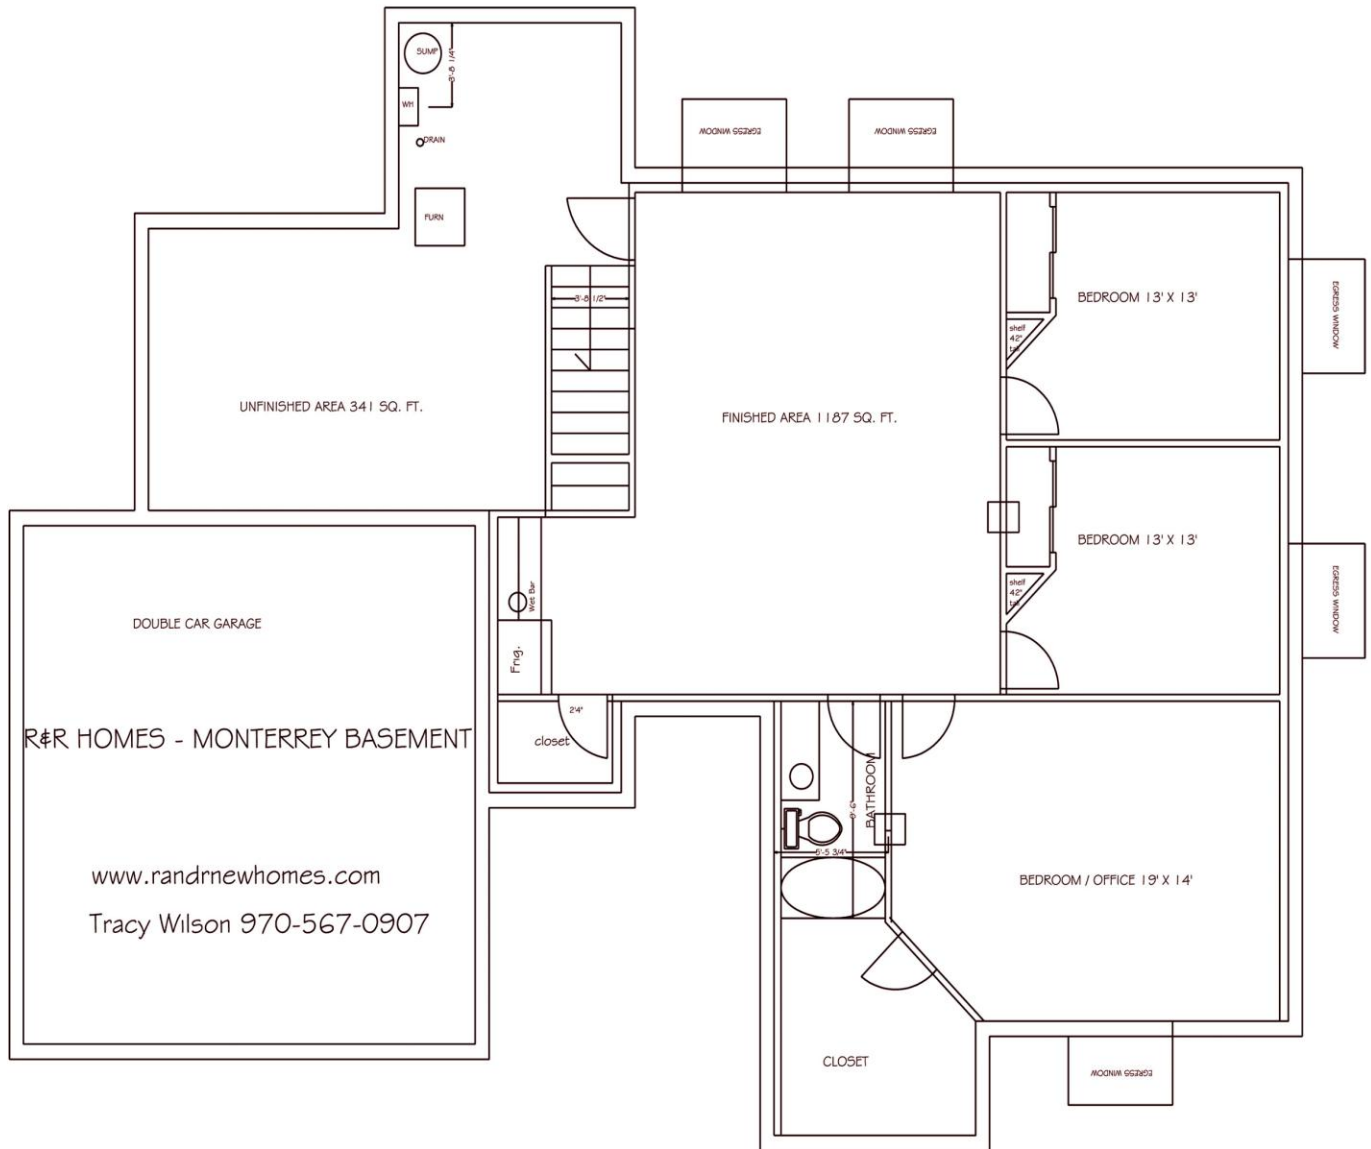 SUMP
3'-8 1/4"
WH
DRAIN
FURN
EGRESS WINDOW
EGRESS WINDOW
3'-8 1/2"
BEDROOM 13' X 13'
EGRESS WINDOW
shelf
42"
tall
UNFINISHED AREA 341 SQ. FT.
FINISHED AREA 1187 SQ. FT.
BEDROOM 13' X 13'
EGRESS WINDOW
shelf
42"
tall
DOUBLE CAR GARAGE
Wet Bar
Frig.
2'4"
closet
R&R HOMES - MONTERREY BASEMENT
BATHROOM
5'-5 3/4"
www.randrnewhomes.com
Tracy Wilson 970-567-0907
BEDROOM / OFFICE 19' X 14'
CLOSET
EGRESS WINDOW